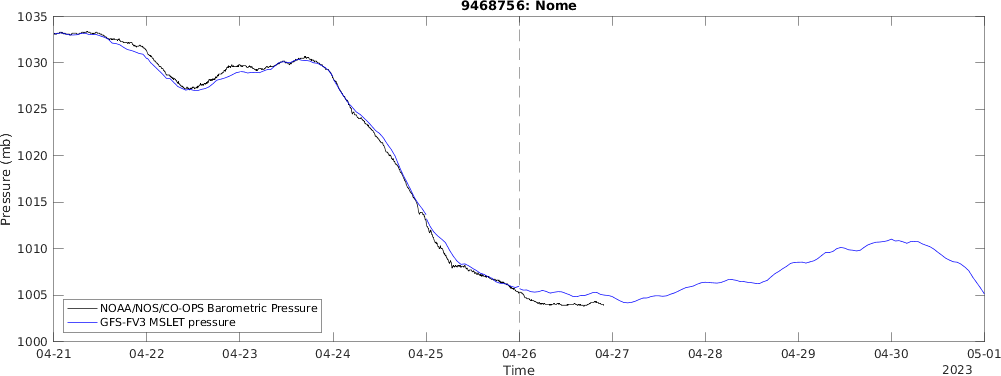 9468756: Nome
Pressure (mb)
1035
1030
1025
1020
1015
1010
1005
1000
NOAA/NOS/CO-OPS Barometric Pressure
GFS-FV3 MSLET pressure
04-21 04-22 04-23 04-24 04-25 04-26 04-27 04-28 04-29 04-30 05-01
Time
2023